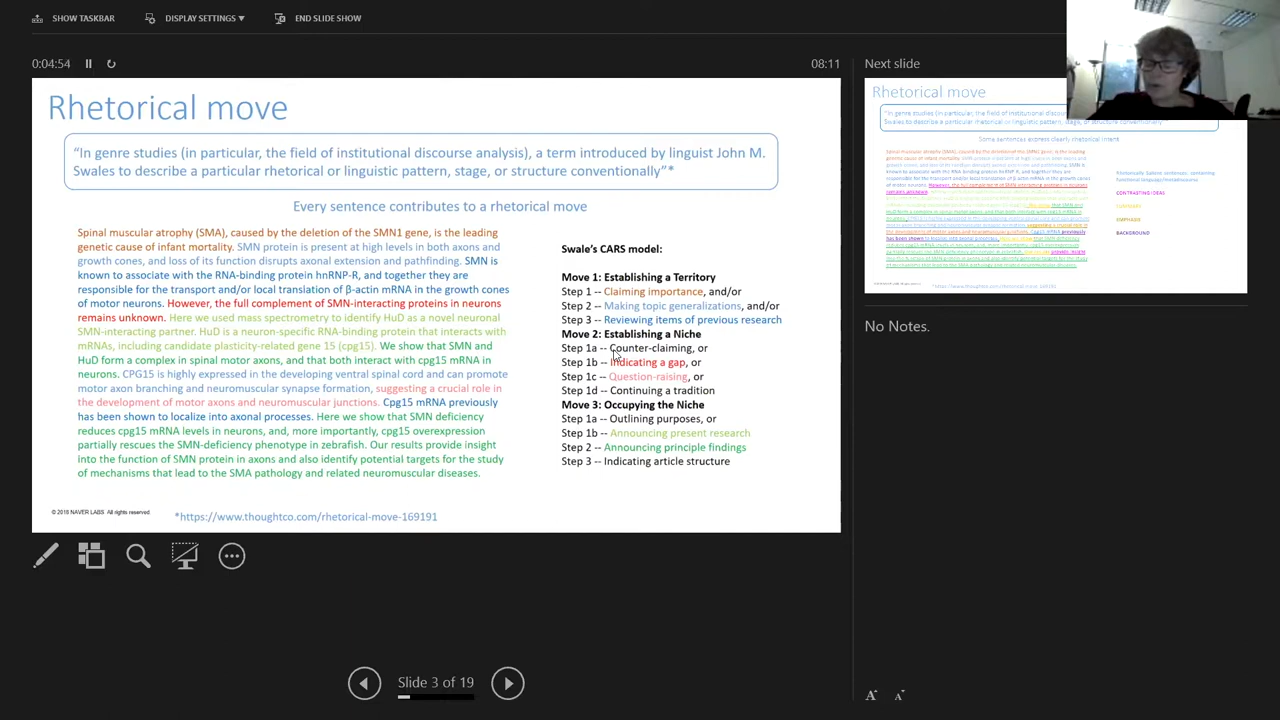 SHOW TASKBAR
DISPLAY SETTINGS ▼
END SLIDE SHOW
0:04:54
08:11
Rhetorical move
“In genre studies (in particular, the field of institutional discourse analysis), a term introduced by linguist John M.
Swales to describe a particular rhetorical or linguistic pattern, stage, or structure conventionally”*
Every sentence contributes to a rhetorical move
Spinal muscular atrophy (SMA), caused by the deletion of the SMN1 gene, is the leading
genetic cause of infant mortality. SMN protein is present at high levels in both axons and
growth cones, and loss of its function disrupts axonal extension and pathfinding. SMN is
known to associate with the RNA-binding protein hnRNP-R, and together they are
responsible for the transport and/or local translation of β-actin mRNA in the growth cones
of motor neurons. However, the full complement of SMN-interacting proteins in neurons
remains unknown. Here we used mass spectrometry to identify HuD as a novel neuronal
SMN-interacting partner. HuD is a neuron-specific RNA-binding protein that interacts with
mRNAs, including candidate plasticity-related gene 15 (cpg15). We show that SMN and
HuD form a complex in spinal motor axons, and that both interact with cpg15 mRNA in
neurons. CPG15 is highly expressed in the developing ventral spinal cord and can promote
motor axon branching and neuromuscular synapse formation, suggesting a crucial role in
the development of motor axons and neuromuscular junctions. Cpg15 mRNA previously
has been shown to localize into axonal processes. Here we show that SMN deficiency
reduces cpg15 mRNA levels in neurons, and, more importantly, cpg15 overexpression
partially rescues the SMN-deficiency phenotype in zebrafish. Our results provide insight
into the function of SMN protein in axons and also identify potential targets for the study
of mechanisms that lead to the SMA pathology and related neuromuscular diseases.
Swale’s CARS model:
Move 1: Establishing a Territory
Step 1 -- Claiming importance, and/or
Step 2 -- Making topic generalizations, and/or
Step 3 -- Reviewing items of previous research
Move 2: Establishing a Niche
Step 1a -- Counter-claiming, or
Step 1b -- Indicating a gap, or
Step 1c -- Question-raising, or
Step 1d -- Continuing a tradition
Move 3: Occupying the Niche
Step 1a -- Outlining purposes, or
Step 1b -- Announcing present research
Step 2 -- Announcing principle findings
Step 3 -- Indicating article structure
© 2016 NAVER LABS All rights reserved.
*https://www.thoughtco.com/rhetorical-move-169191
Slide 3 of 19
Next slide
Rhetorical move
Some sentences express clearly rhetorical intent
CONTRASTING IDEAS
EMPHASIS
BACKGROUND
*https://www.thoughtco.com/rhetorical-move-169191
No Notes.
A A